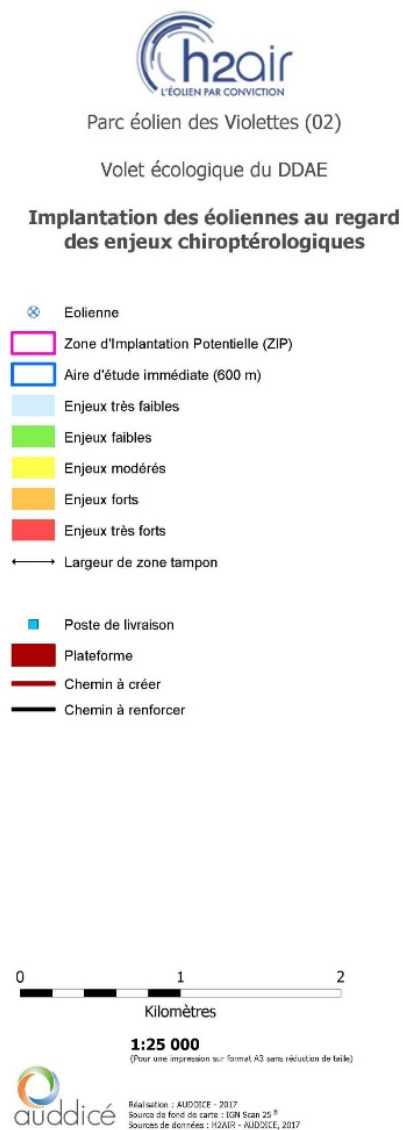 h2air
L'ÉOLIEN PAR CONVICTION
Parc éolien des Violettes (02)
Volet écologique du DDAE
Implantation des éoliennes au regard
des enjeux chiroptérologiques
Eolienne
Zone d'Implantation Potentielle (ZIP)
Aire d'étude immédiate (600 m)
Enjeux très faibles
Enjeux faibles
Enjeux modérés
Enjeux forts
Enjeux très forts
Largeur de zone tampon
Poste de livraison
Plateforme
Chemin à créer
Chemin à renforcer
0 1 2
Kilomètres
1:25 000
(Pour une impression sur format A3 sans réduction de taille)
auddicé
Réalisation : AUDDICE - 2017
Source de fond de carte : IGN Scan 25 ®
Sources de données : H2AIR - AUDDICE, 2017